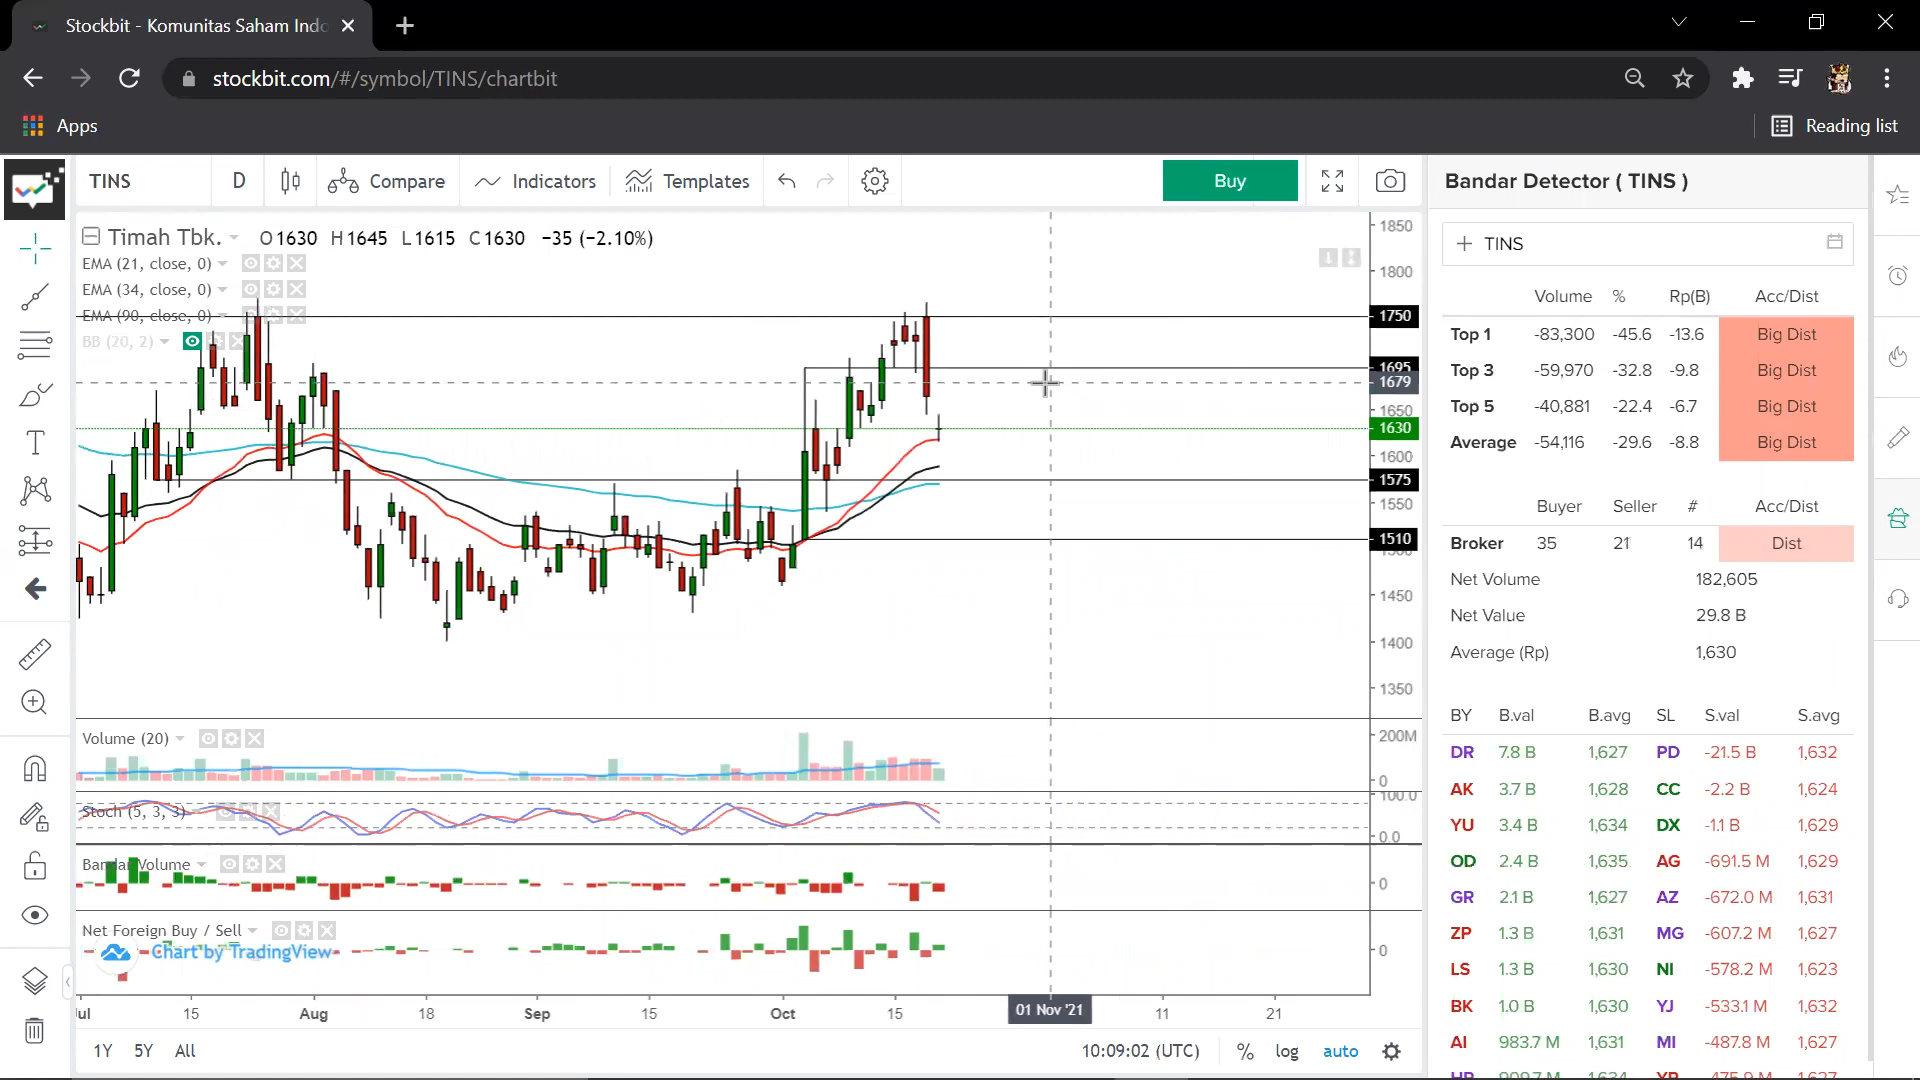 Stockbit - Komunitas Saham Indo
stockbit.com/#/symbol/TINS/chartbit
Apps
Reading list
TINS D Compare Indicators Templates Buy
Bandar Detector ( TINS )
Timah Tbk. O1630 H1645 L1615 C1630 −35 (−2.10%)
EMA (21, close, 0)
EMA (34, close, 0)
EMA (90, close, 0)
BB (20, 2)
1850
1800
1750
1695
1679
1650
1630
1600
1575
1550
1510
1500
1450
1400
1350
Volume (20)
200M
0
Stoch (5, 3, 3)
100.0
0.0
Bandar Volume
0
Net Foreign Buy / Sell
0
Chart by TradingView
Jul 15 Aug 18 Sep 15 Oct 15 01 Nov '21 11 21
1Y 5Y All 10:09:02 (UTC) % log auto
TINS
Volume % Rp(B) Acc/Dist
Top 1 -83,300 -45.6 -13.6 Big Dist
Top 3 -59,970 -32.8 -9.8 Big Dist
Top 5 -40,881 -22.4 -6.7 Big Dist
Average -54,116 -29.6 -8.8 Big Dist
Buyer Seller # Acc/Dist
Broker 35 21 14 Dist
Net Volume 182,605
Net Value 29.8 B
Average (Rp) 1,630
BY B.val B.avg SL S.val S.avg
DR 7.8 B 1,627 PD -21.5 B 1,632
AK 3.7 B 1,628 CC -2.2 B 1,624
YU 3.4 B 1,634 DX -1.1 B 1,629
OD 2.4 B 1,635 AG -691.5 M 1,629
GR 2.1 B 1,627 AZ -672.0 M 1,631
ZP 1.3 B 1,631 MG -607.2 M 1,627
LS 1.3 B 1,630 NI -578.2 M 1,623
BK 1.0 B 1,630 YJ -533.1 M 1,632
AI 983.7 M 1,631 MI -487.8 M 1,627